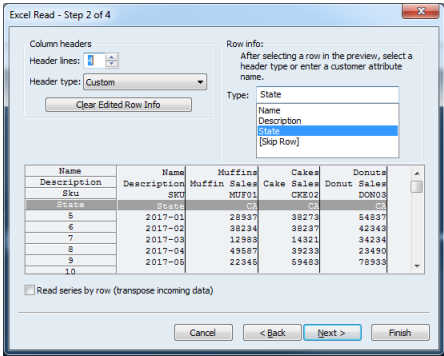 Excel Read - Step 2 of 4
Column headers
Header lines: 4
Header type: Custom
Clear Edited Row Info
Row info:
After selecting a row in the preview, select a
header type or enter a customer attribute
name.
Type: State
Name
Description
State
[Skip Row]
Name Name Muffins Cakes Donuts
Description Description Muffin Sales Cake Sales Donut Sales
Sku SKU MUF01 CKE02 DON03
State State CA CA CA
5 2017-01 28937 38273 54837
6 2017-02 38234 38237 42343
7 2017-03 12983 14321 34234
8 2017-04 49587 39233 23490
9 2017-05 22345 59483 78933
10
Read series by row (transpose incoming data)
Cancel < Back Next > Finish